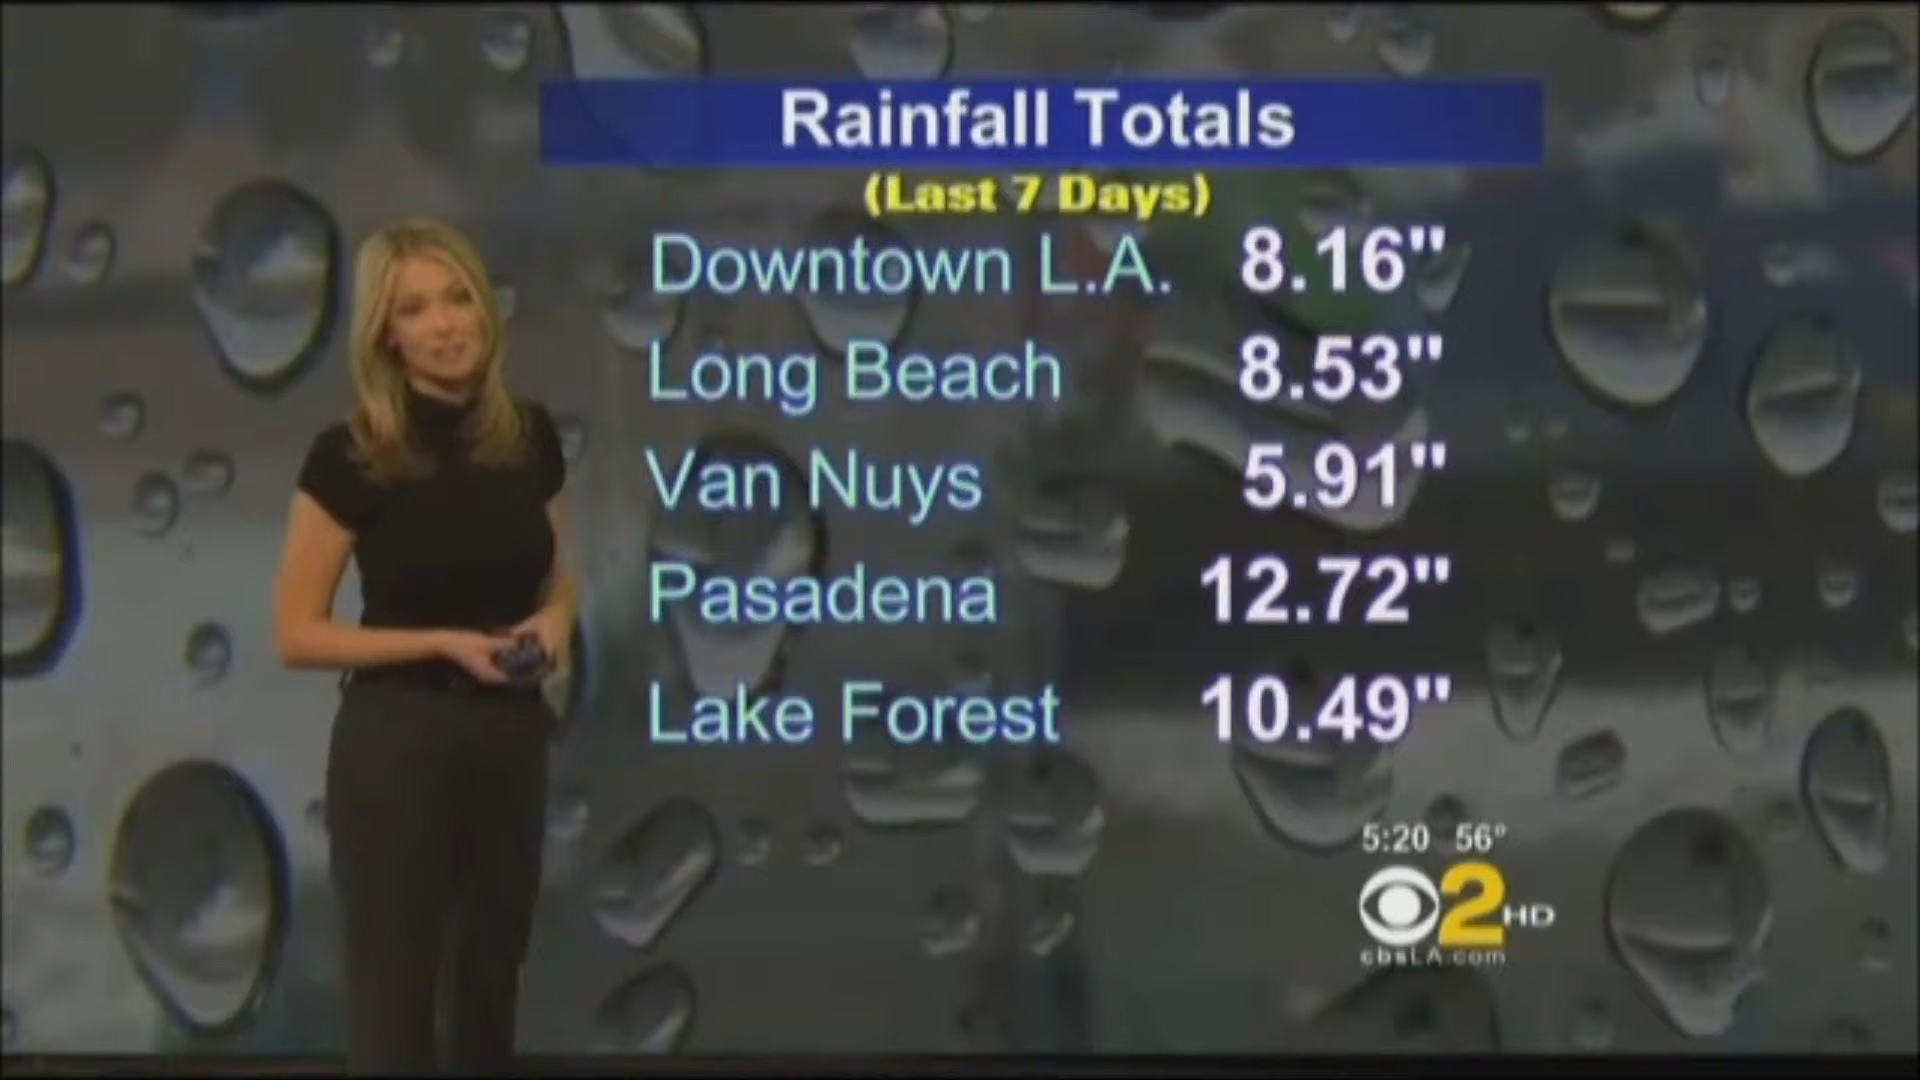 Rainfall Totals
(Last 7 Days)
Downtown L.A. 8.16"
Long Beach 8.53"
Van Nuys 5.91"
Pasadena 12.72"
Lake Forest 10.49"
5:20 56°
2 HD
cbsLA.com